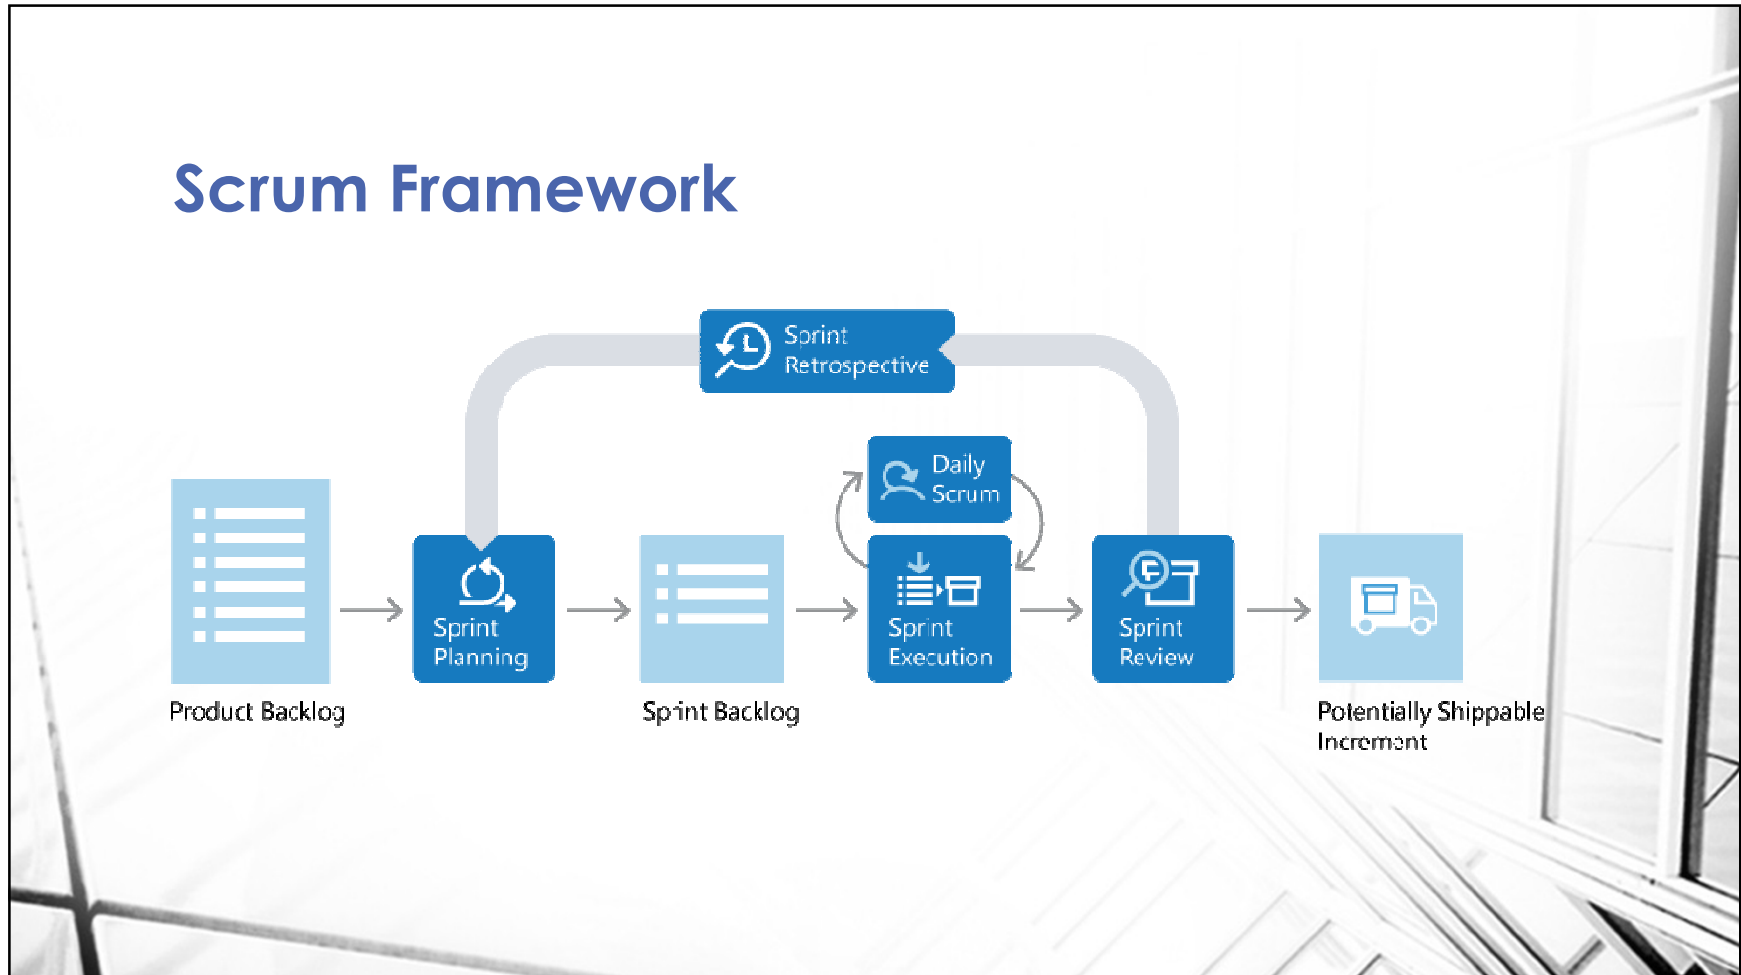 Scrum Framework
Sprint
Retrospective
Daily
Scrum
Sprint
Planning
Sprint
Execution
Sprint
Review
Product Backlog
Sprint Backlog
Potentially Shippable
Increment